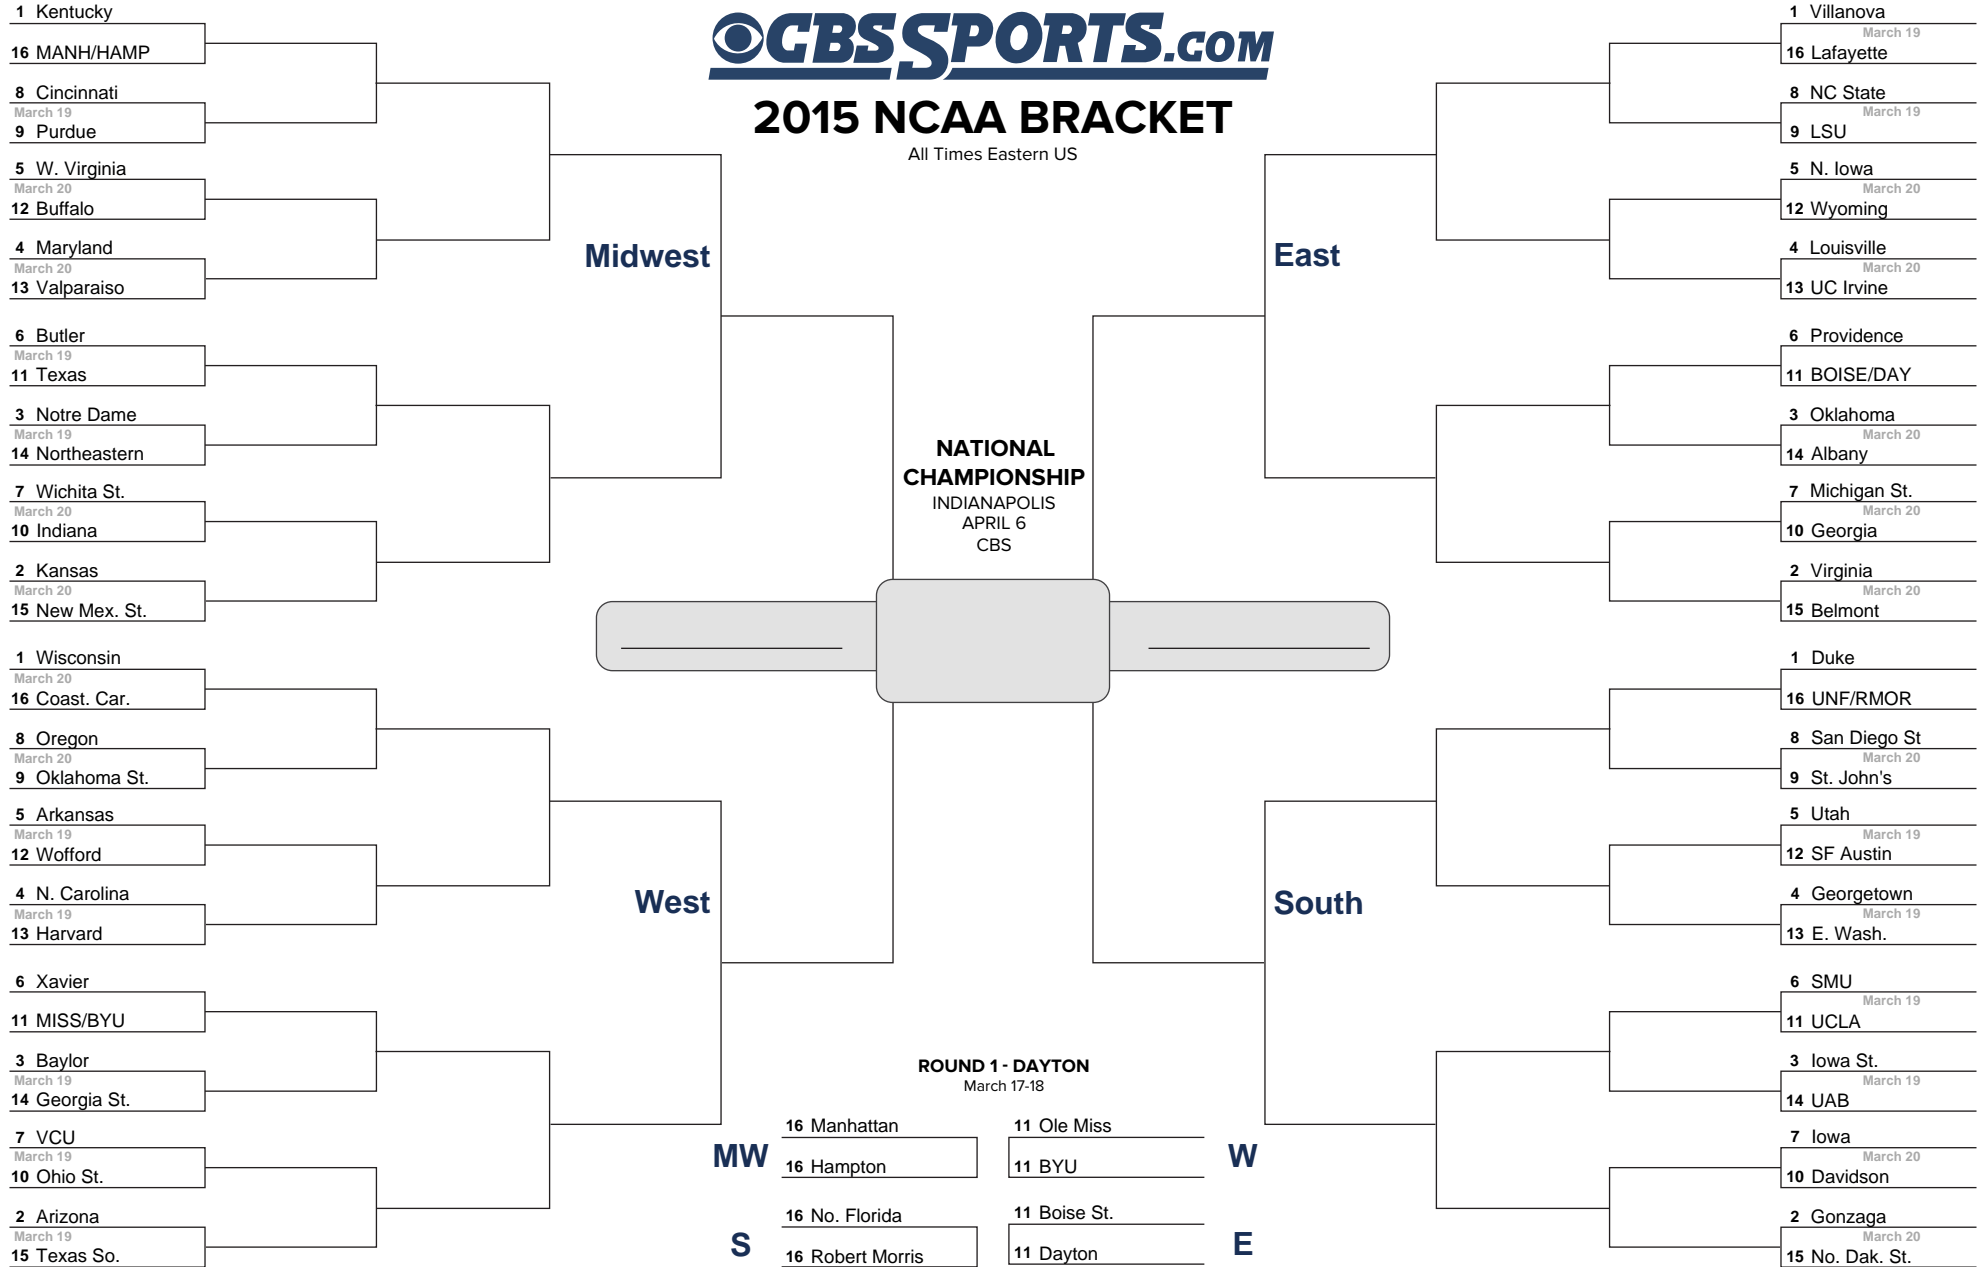 CBSSPORTS.COM
2015 NCAA BRACKET
All Times Eastern US
1 Kentucky
16 MANH/HAMP
8 Cincinnati
March 19
9 Purdue
5 W. Virginia
March 20
12 Buffalo
4 Maryland
March 20
13 Valparaiso
6 Butler
March 19
11 Texas
3 Notre Dame
March 19
14 Northeastern
7 Wichita St.
March 20
10 Indiana
2 Kansas
March 20
15 New Mex. St.
Midwest
1 Wisconsin
March 20
16 Coast. Car.
8 Oregon
March 20
9 Oklahoma St.
5 Arkansas
March 19
12 Wofford
4 N. Carolina
March 19
13 Harvard
6 Xavier
11 MISS/BYU
3 Baylor
March 19
14 Georgia St.
7 VCU
March 19
10 Ohio St.
2 Arizona
March 19
15 Texas So.
West
NATIONAL
CHAMPIONSHIP
INDIANAPOLIS
APRIL 6
CBS
ROUND 1 - DAYTON
March 17-18
MW
16 Manhattan
16 Hampton
11 Ole Miss
11 BYU
W
S
16 No. Florida
16 Robert Morris
11 Boise St.
11 Dayton
E
1 Villanova
March 19
16 Lafayette
8 NC State
March 19
9 LSU
5 N. Iowa
March 20
12 Wyoming
4 Louisville
March 20
13 UC Irvine
6 Providence
11 BOISE/DAY
3 Oklahoma
March 20
14 Albany
7 Michigan St.
March 20
10 Georgia
2 Virginia
March 20
15 Belmont
East
1 Duke
16 UNF/RMOR
8 San Diego St
March 20
9 St. John's
5 Utah
March 19
12 SF Austin
4 Georgetown
March 19
13 E. Wash.
6 SMU
March 19
11 UCLA
3 Iowa St.
March 19
14 UAB
7 Iowa
March 20
10 Davidson
2 Gonzaga
March 20
15 No. Dak. St.
South